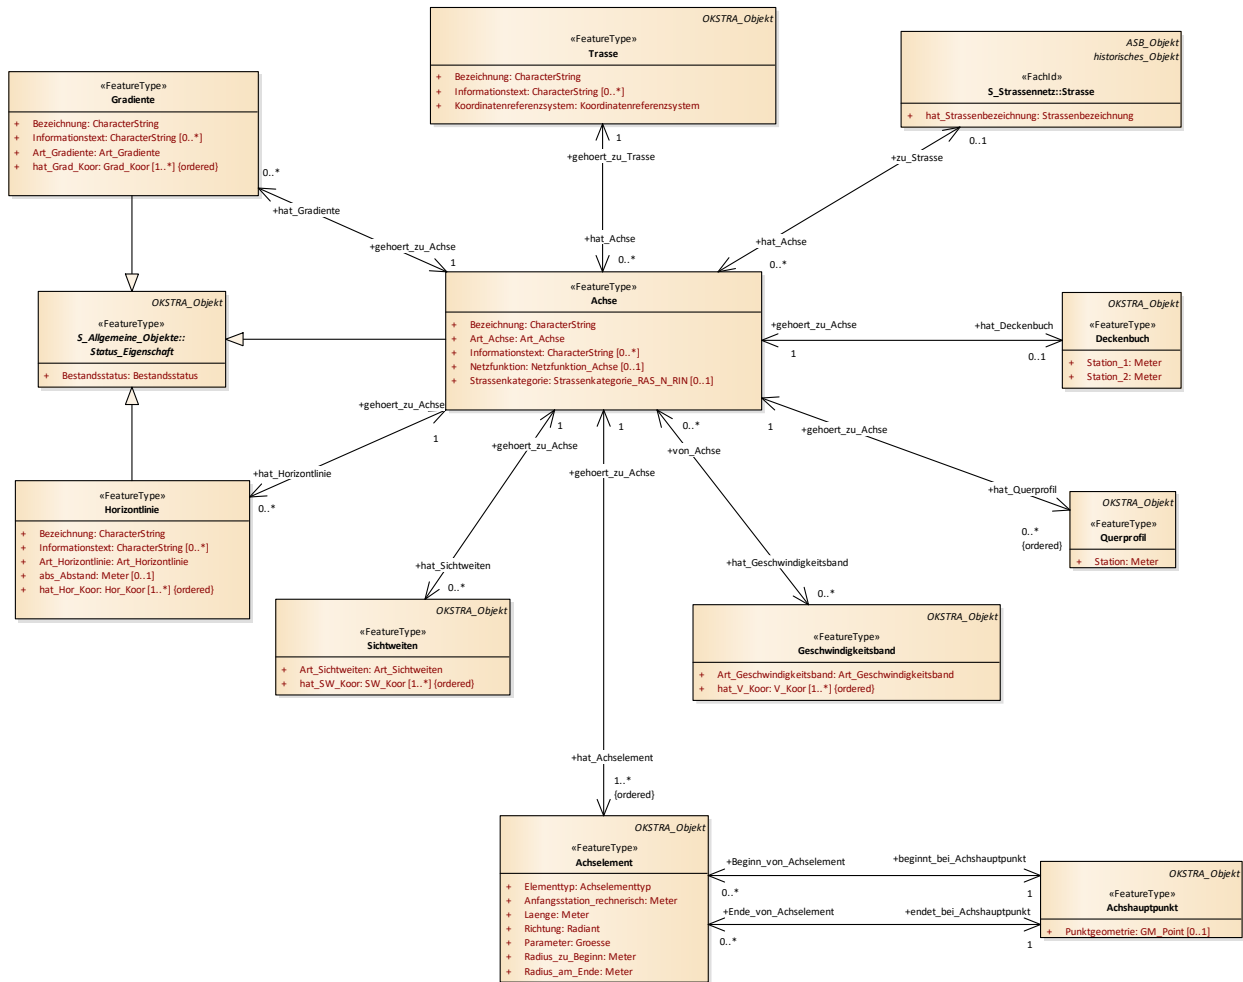 OKSTRA_Objekt
«FeatureType»
Trasse
+ Bezeichnung: CharacterString
+ Informationstext: CharacterString [0..*]
+ Koordinatenreferenzsystem: Koordinatenreferenzsystem
ASB_Objekt
historisches_Objekt
«FachId»
S_Strassennetz::Strasse
+ hat_Strassenbezeichnung: Strassenbezeichnung
«FeatureType»
Gradiente
+ Bezeichnung: CharacterString
+ Informationstext: CharacterString [0..*]
+ Art_Gradiente: Art_Gradiente
+ hat_Grad_Koor: Grad_Koor [1..*] {ordered}
1
+gehoert_zu_Trasse
+hat_Achse
0..*
0..1
+zu_Strasse
+hat_Achse
0..*
0..*
+hat_Gradiente
+gehoert_zu_Achse
1
OKSTRA_Objekt
«FeatureType»
S_Allgemeine_Objekte::
Status_Eigenschaft
+ Bestandsstatus: Bestandsstatus
«FeatureType»
Achse
+ Bezeichnung: CharacterString
+ Art_Achse: Art_Achse
+ Informationstext: CharacterString [0..*]
+ Netzfunktion: Netzfunktion_Achse [0..1]
+ Strassenkategorie: Strassenkategorie_RAS_N_RIN [0..1]
+gehoert_zu_Achse
1
+hat_Deckenbuch
0..1
OKSTRA_Objekt
«FeatureType»
Deckenbuch
+ Station_1: Meter
+ Station_2: Meter
+gehoert_zu_Achse
1
+hat_Horizontlinie
0..*
1
+gehoert_zu_Achse
+hat_Sichtweiten
0..*
1
+gehoert_zu_Achse
+hat_Achselement
1..*
{ordered}
0..*
+von_Achse
+hat_Geschwindigkeitsband
0..*
1
+gehoert_zu_Achse
+hat_Querprofil
0..*
{ordered}
OKSTRA_Objekt
«FeatureType»
Querprofil
+ Station: Meter
«FeatureType»
Horizontlinie
+ Bezeichnung: CharacterString
+ Informationstext: CharacterString [0..*]
+ Art_Horizontlinie: Art_Horizontlinie
+ abs_Abstand: Meter [0..1]
+ hat_Hor_Koor: Hor_Koor [1..*] {ordered}
OKSTRA_Objekt
«FeatureType»
Sichtweiten
+ Art_Sichtweiten: Art_Sichtweiten
+ hat_SW_Koor: SW_Koor [1..*] {ordered}
OKSTRA_Objekt
«FeatureType»
Geschwindigkeitsband
+ Art_Geschwindigkeitsband: Art_Geschwindigkeitsband
+ hat_V_Koor: V_Koor [1..*] {ordered}
OKSTRA_Objekt
«FeatureType»
Achselement
+ Elementtyp: Achselementtyp
+ Anfangsstation_rechnerisch: Meter
+ Laenge: Meter
+ Richtung: Radiant
+ Parameter: Groesse
+ Radius_zu_Beginn: Meter
+ Radius_am_Ende: Meter
+Beginn_von_Achselement
0..*
+beginnt_bei_Achshauptpunkt
1
+Ende_von_Achselement
0..*
+endet_bei_Achshauptpunkt
1
OKSTRA_Objekt
«FeatureType»
Achshauptpunkt
+ Punktgeometrie: GM_Point [0..1]